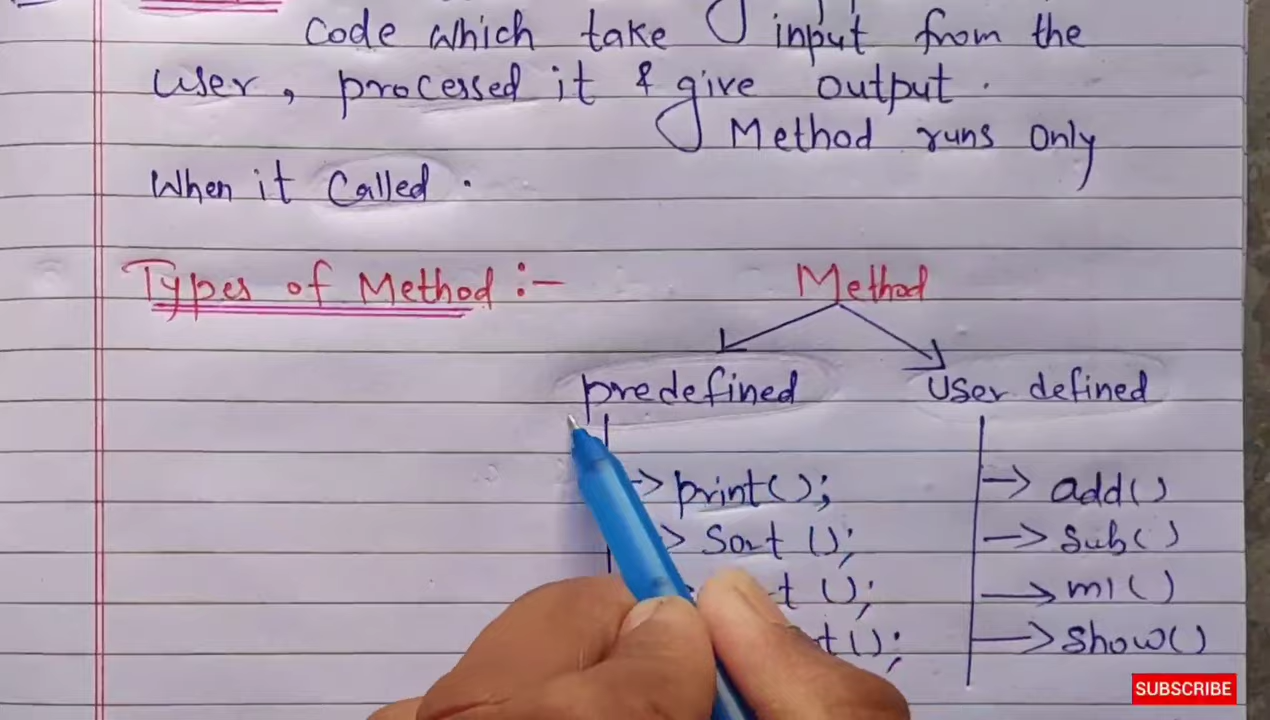 code which take input from the
user, processed it & give output.
Method runs only
When it Called.
Types of Method :-
Method
predefined
User defined
print();
add()
Sort ();
Sub()
t ();
m1()
t();
Show()
SUBSCRIBE